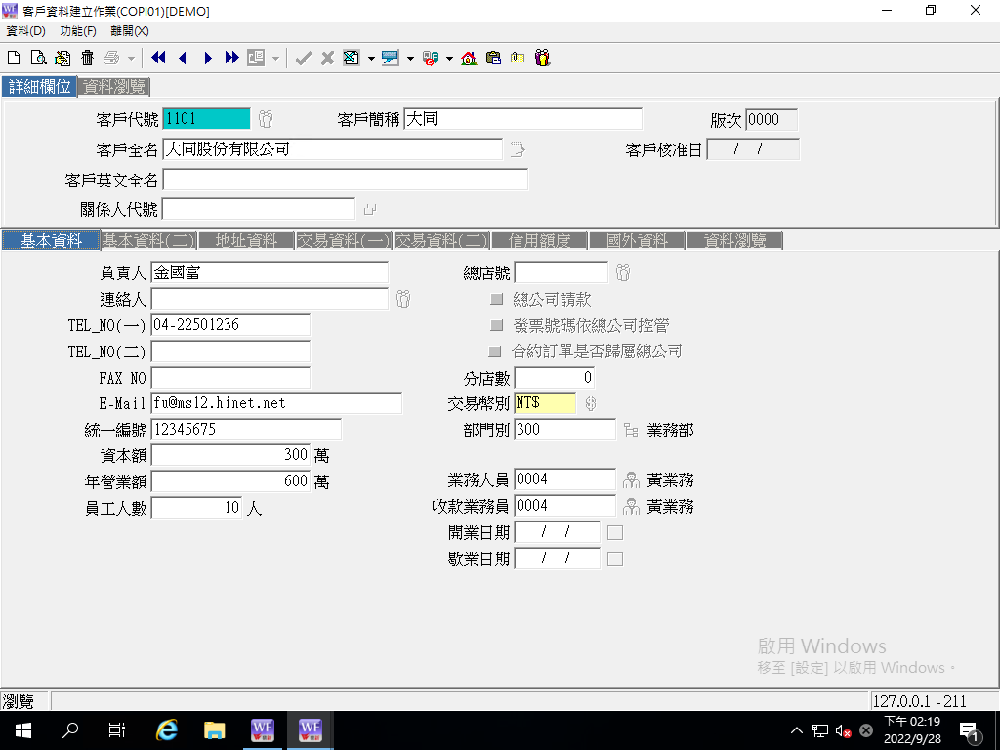 客戶資料建立作業(COPI01)[DEMO]
資料(D) 功能(F) 離開(X)
詳細欄位 資料瀏覽
客戶代號 1101 客戶簡稱 大同 版次 0000
客戶全名 大同股份有限公司 客戶核准日 / /
客戶英文全名
關係人代號
基本資料 基本資料(二) 地址資料 交易資料(一) 交易資料(二) 信用額度 國外資料 資料瀏覽
負責人 金國富 總店號
連絡人 總公司請款
TEL_NO(一) 04-22501236 發票號碼依總公司控管
TEL_NO(二) 合約訂單是否歸屬總公司
FAX NO 分店數 0
E-Mail fu@ms12.hinet.net 交易幣別 NT$
統一編號 12345675 部門別 300 業務部
資本額 300 萬
年營業額 600 萬 業務人員 0004 黃業務
員工人數 10 人 收款業務員 0004 黃業務
開業日期 / /
歇業日期 / /
啟用 Windows
移至 [設定] 以啟用 Windows。
瀏覽 127.0.0.1 - 211
下午 02:19
2022/9/28
1